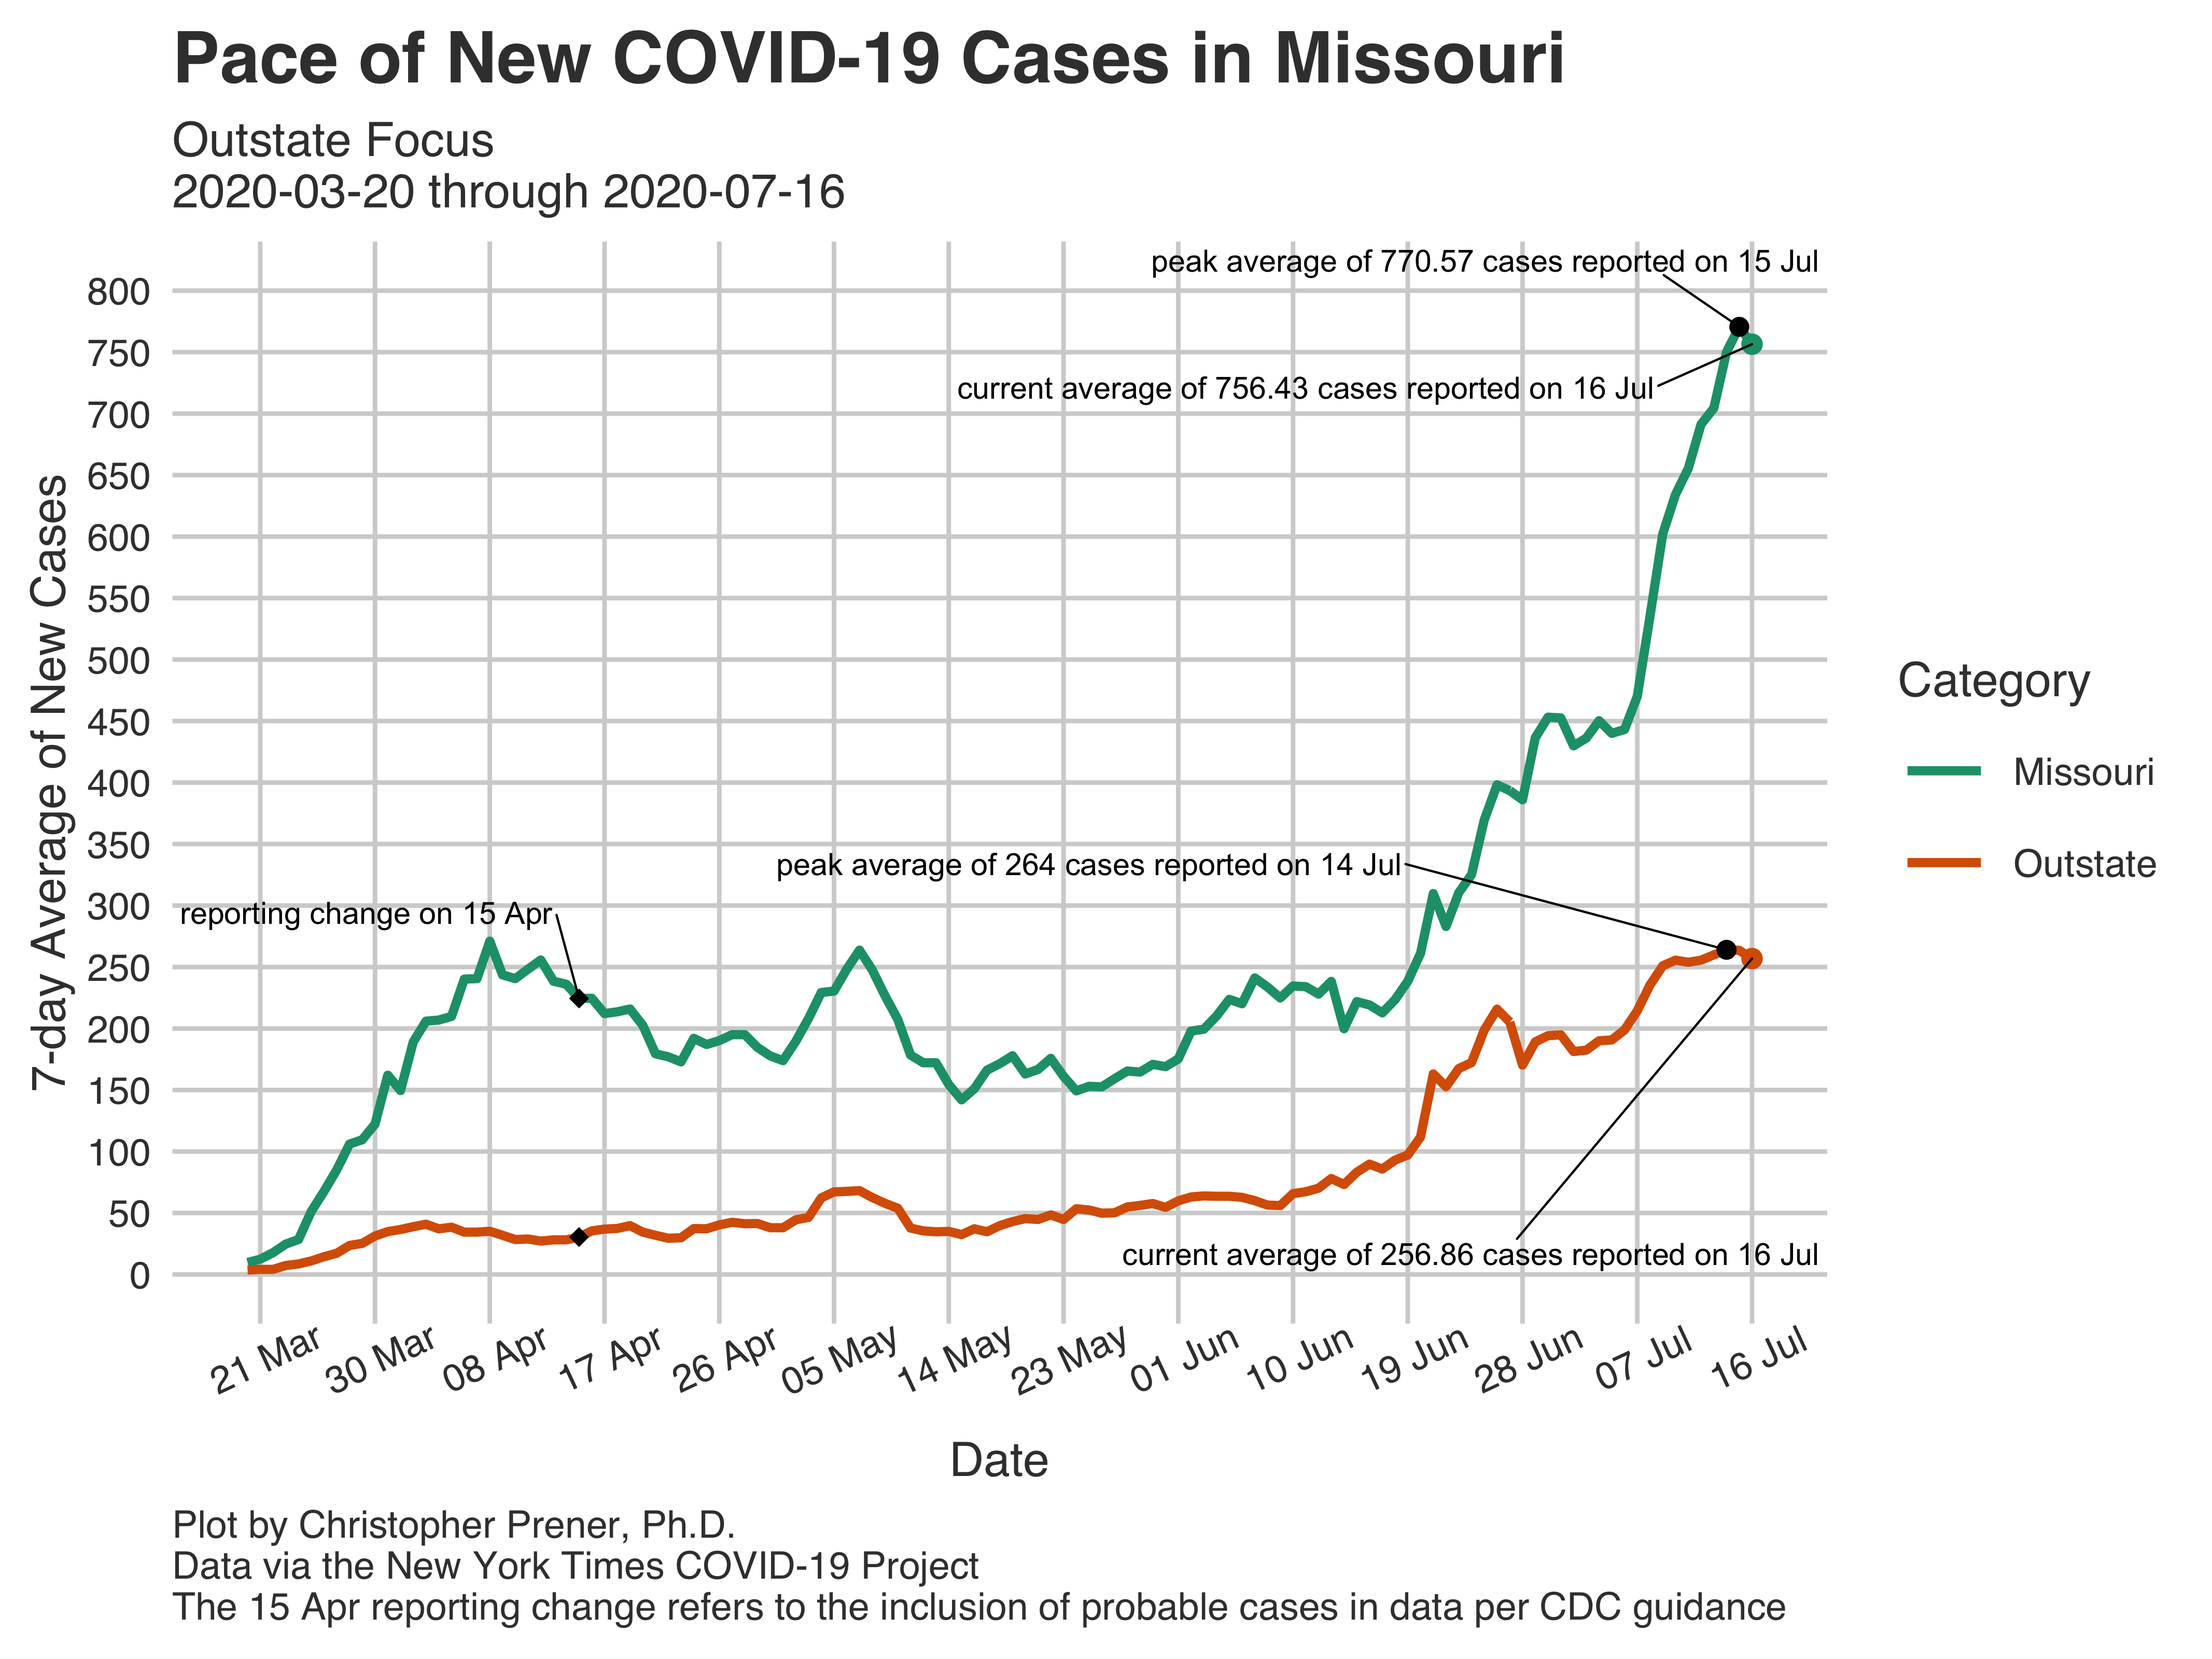 Pace of New COVID-19 Cases in Missouri
Outstate Focus
2020-03-20 through 2020-07-16
7-day Average of New Cases
800
750
700
650
600
550
500
450
400
350
300
250
200
150
100
50
0
peak average of 770.57 cases reported on 15 Jul
current average of 756.43 cases reported on 16 Jul
peak average of 264 cases reported on 14 Jul
reporting change on 15 Apr
current average of 256.86 cases reported on 16 Jul
21 Mar
30 Mar
08 Apr
17 Apr
26 Apr
05 May
14 May
23 May
01 Jun
10 Jun
19 Jun
28 Jun
07 Jul
16 Jul
Date
Category
Missouri
Outstate
Plot by Christopher Prener, Ph.D.
Data via the New York Times COVID-19 Project
The 15 Apr reporting change refers to the inclusion of probable cases in data per CDC guidance